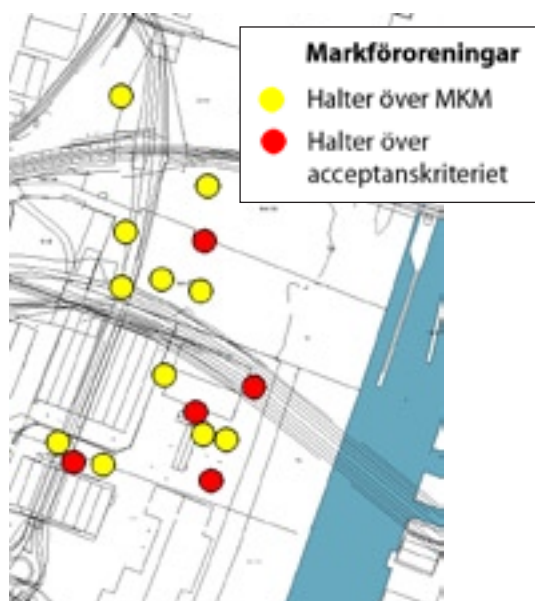 Markföroreningar
Halter över MKM
Halter över
acceptanskriteriet